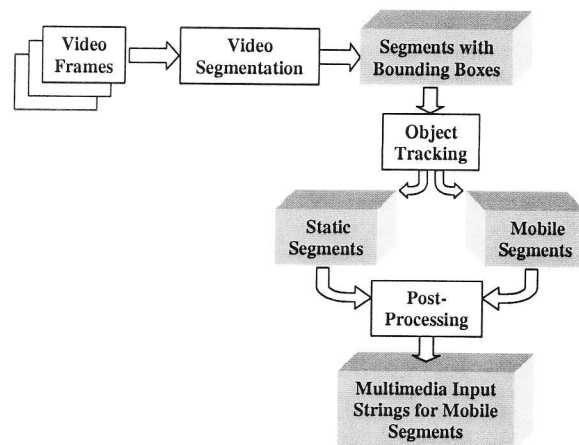 Video
Frames
Video
Segmentation
Segments with
Bounding Boxes
Object
Tracking
Static
Segments
Mobile
Segments
Post-
Processing
Multimedia Input
Strings for Mobile
Segments